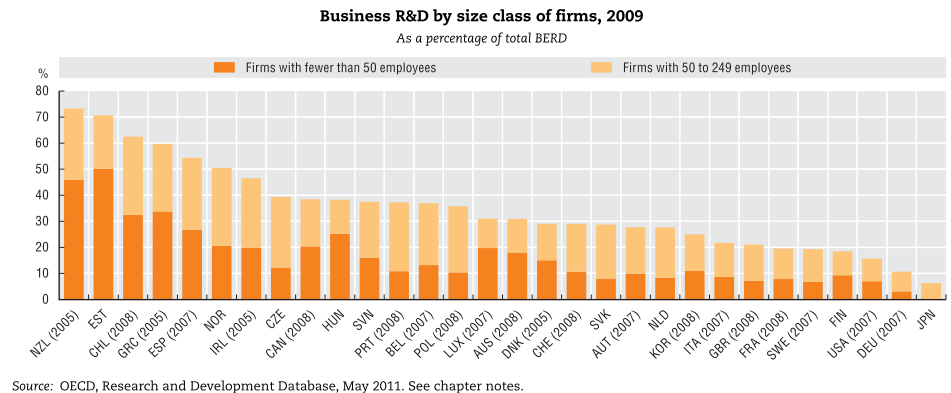 Business R&D by size class of firms, 2009
As a percentage of total BERD
Firms with fewer than 50 employees
Firms with 50 to 249 employees
%
80
70
60
50
40
30
20
10
0
NZL (2005)
EST
CHL (2008)
GRC (2005)
ESP (2007)
NOR
IRL (2005)
CZE
CAN (2008)
HUN
SVN
PRT (2008)
BEL (2007)
POL (2008)
LUX (2007)
AUS (2008)
DNK (2005)
CHE (2008)
SVK
AUT (2007)
NLD
KOR (2008)
ITA (2007)
GBR (2008)
FRA (2008)
SWE (2007)
FIN
USA (2007)
DEU (2007)
JPN
Source: OECD, Research and Development Database, May 2011. See chapter notes.